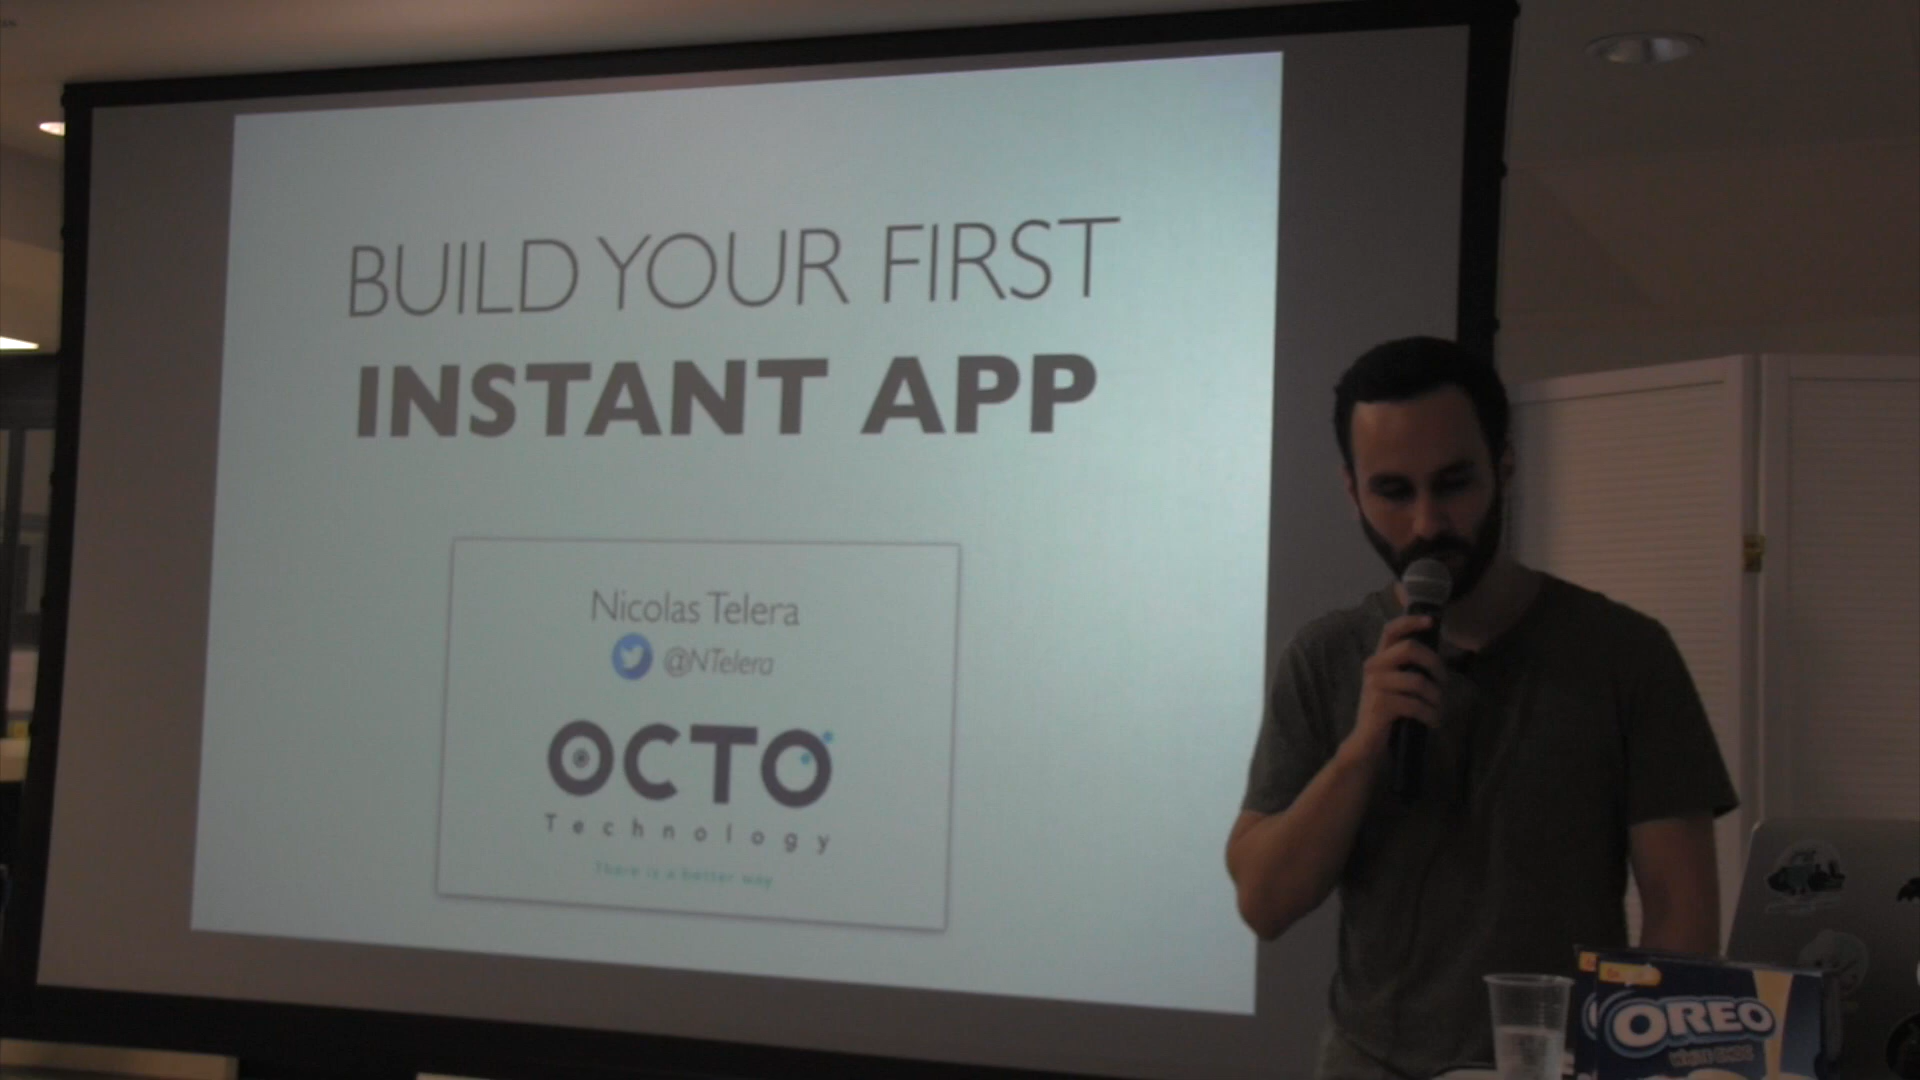 BUILD YOUR FIRST
INSTANT APP
Nicolas Telera
@NTelera
OCTO
Technology
There is a better way
OREO